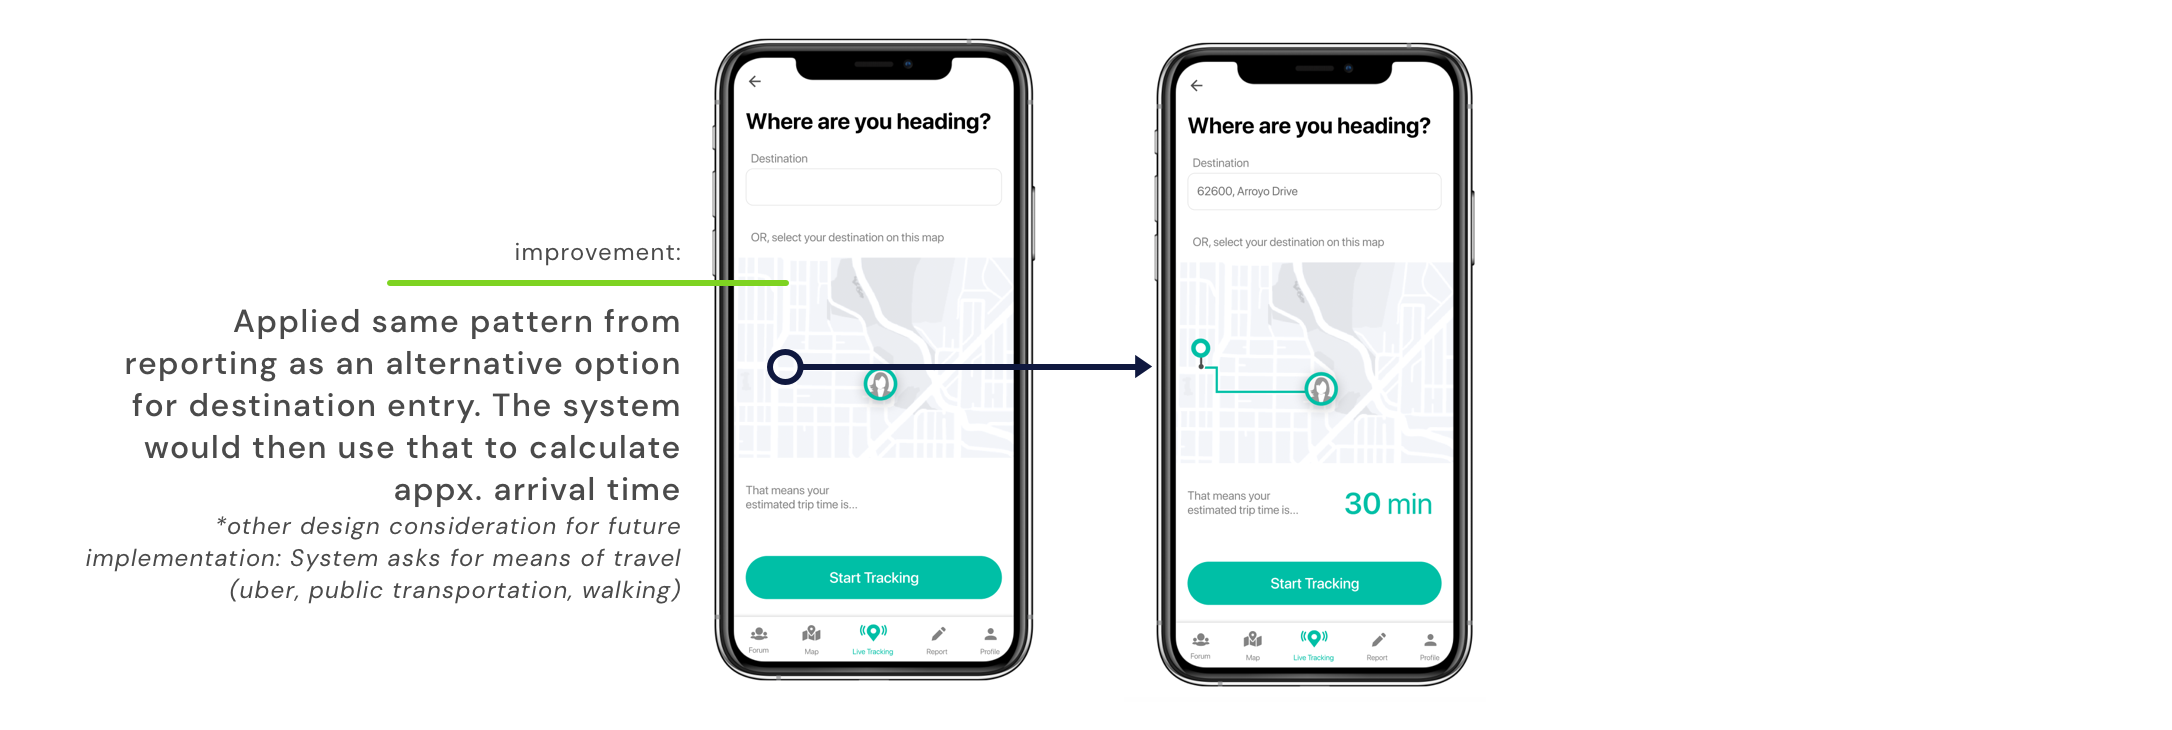 improvement:
Applied same pattern from
reporting as an alternative option
for destination entry. The system
would then use that to calculate
appx. arrival time
*other design consideration for future
implementation: System asks for means of travel
(uber, public transportation, walking)
Where are you heading?
Destination
OR, select your destination on this map
That means your
estimated trip time is...
Start Tracking
Forum
Map
Live Tracking
Report
Profile
Where are you heading?
Destination
62600, Arroyo Drive
OR, select your destination on this map
That means your
estimated trip time is...
30 min
Start Tracking
Forum
Map
Live Tracking
Report
Profile